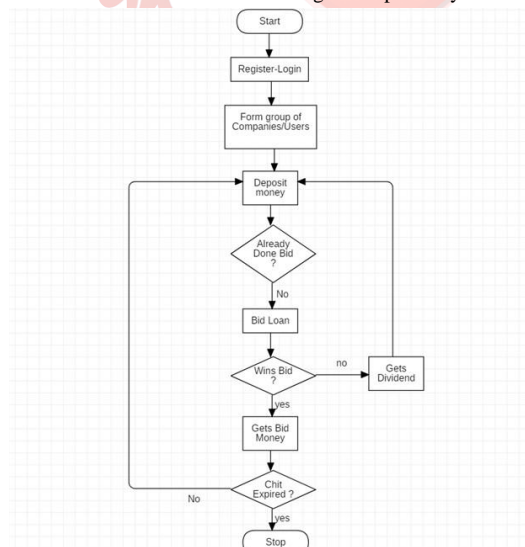 Start
Register-Login
Form group of
Companies/Users
Deposit
money
Already
Done Bid
?
No
Bid Loan
Wins Bid
?
no
Gets
Dividend
yes
Gets Bid
Money
Chit
Expired ?
No
yes
Stop